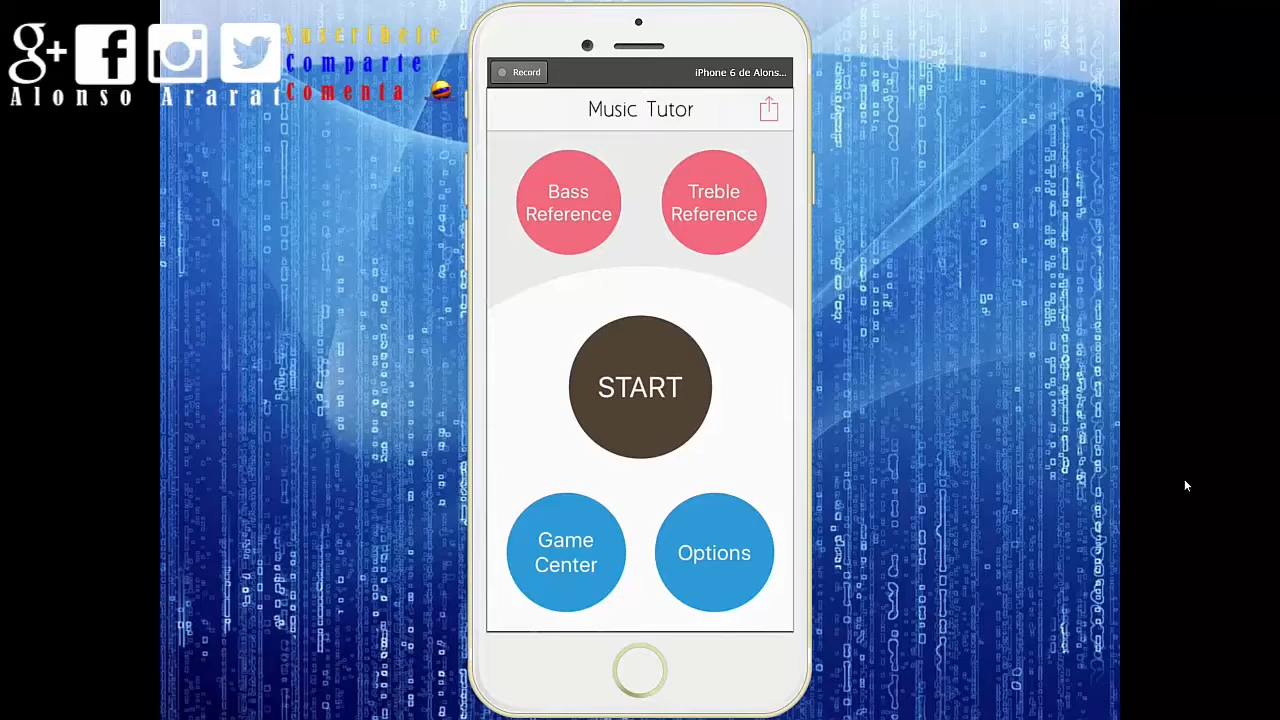 Suscribete
Comparte
Comenta
Alonso Ararat
Record
iPhone 6 de Alons...
Music Tutor
Bass
Reference
Treble
Reference
START
Game
Center
Options